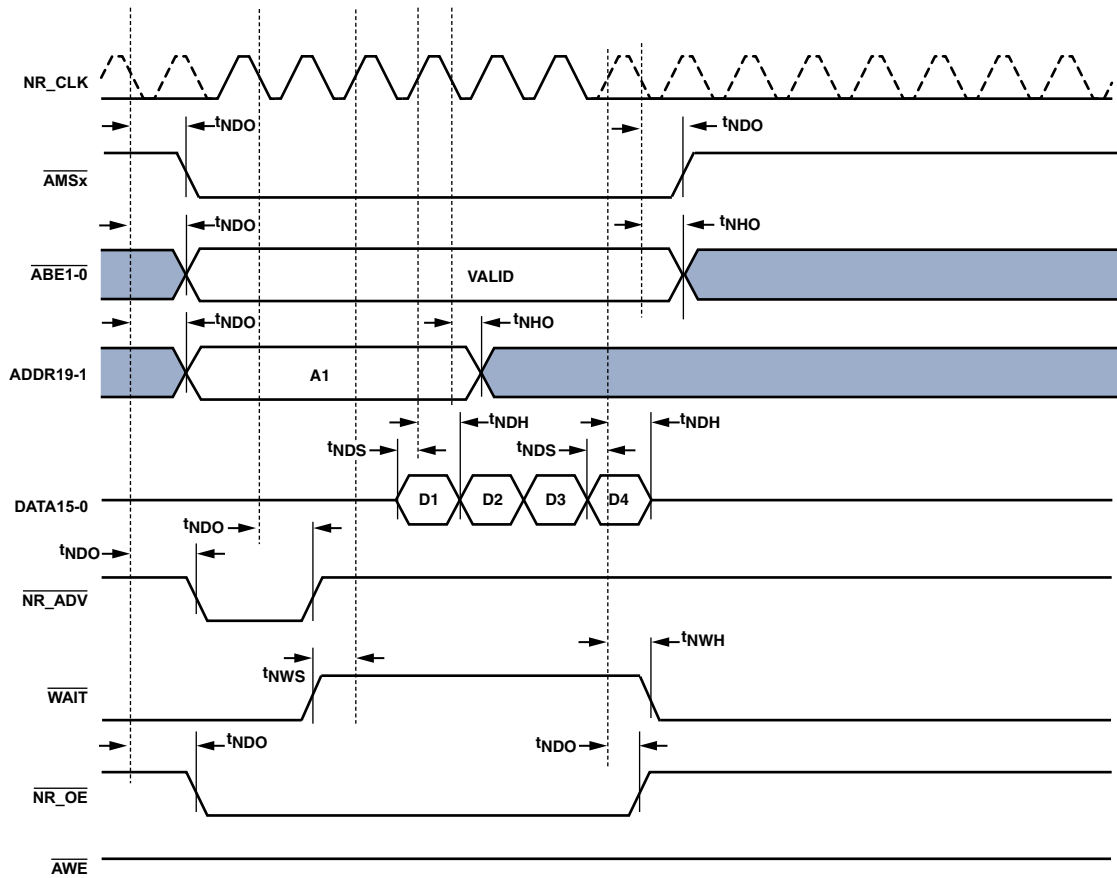 NR_CLK
tNDO
tNDO
AMSx
tNDO
tNHO
ABE1-0
VALID
tNDO
tNHO
ADDR19-1
A1
tNDH
tNDH
tNDS
tNDS
DATA15-0
D1
D2
D3
D4
tNDO
tNDO
NR_ADV
tNWH
tNWS
WAIT
tNDO
tNDO
NR_OE
AWE